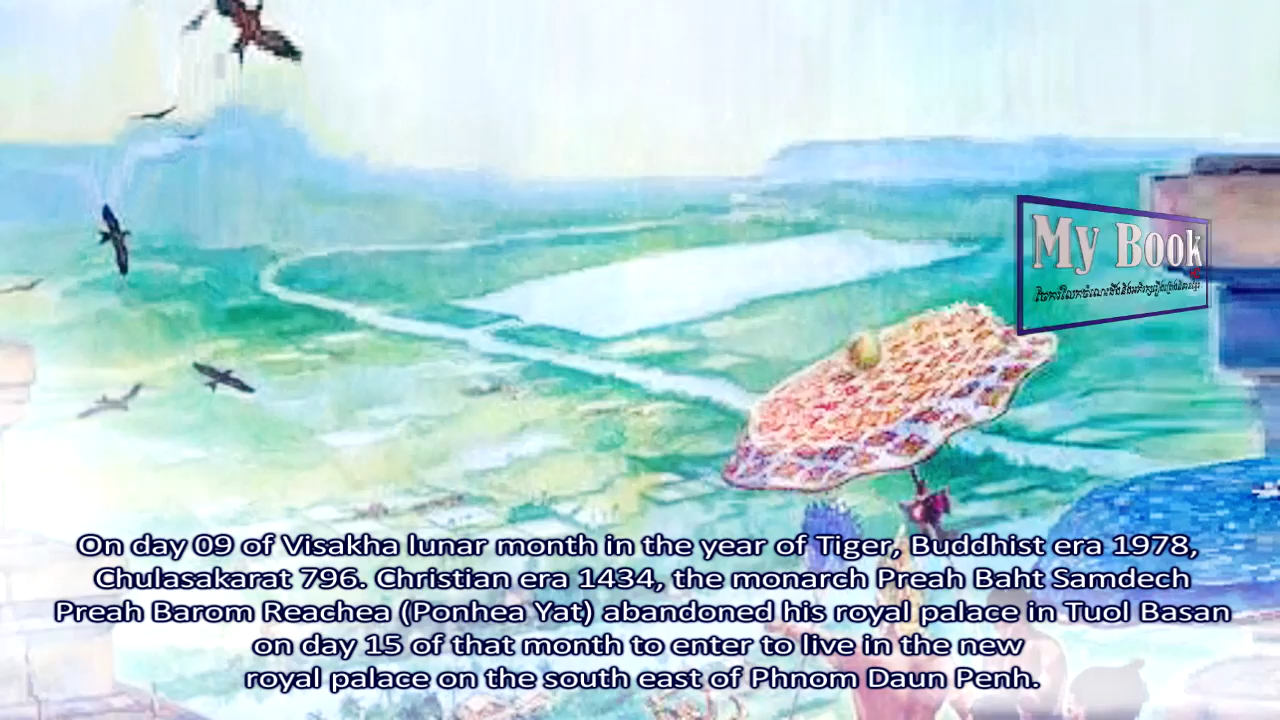 My Book
On day 09 of Visakha lunar month in the year of Tiger, Buddhist era 1978,
Chulasakarat 796. Christian era 1434, the monarch Preah Baht Samdech
Preah Barom Reachea (Ponhea Yat) abandoned his royal palace in Tuol Basan
on day 15 of that month to enter to live in the new
royal palace on the south east of Phnom Daun Penh.